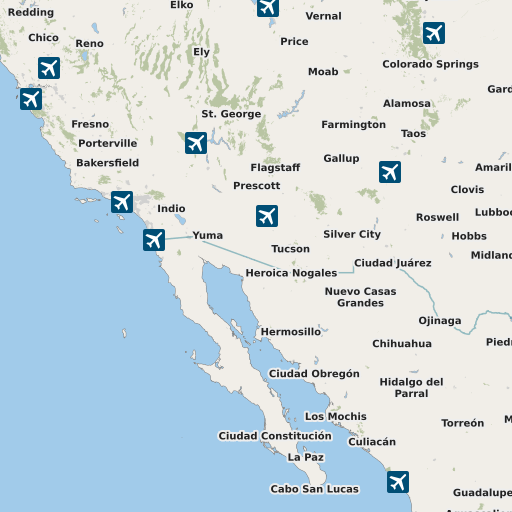 Elko
Redding
Vernal
Chico
Reno
Price
Ely
Colorado Springs
Moab
Gard
Alamosa
St. George
Fresno
Farmington
Taos
Porterville
Gallup
Bakersfield
Flagstaff
Amaril
Prescott
Clovis
Indio
Lubboc
Roswell
Yuma
Silver City
Hobbs
Tucson
Midland
Ciudad Juárez
Heroica Nogales
Nuevo Casas
Grandes
Ojinaga
Hermosillo
Chihuahua
Piedr
Ciudad Obregón
Hidalgo del
Parral
Los Mochis
Torreón
Ciudad Constitución
Culiacán
La Paz
Cabo San Lucas
Guadalupe